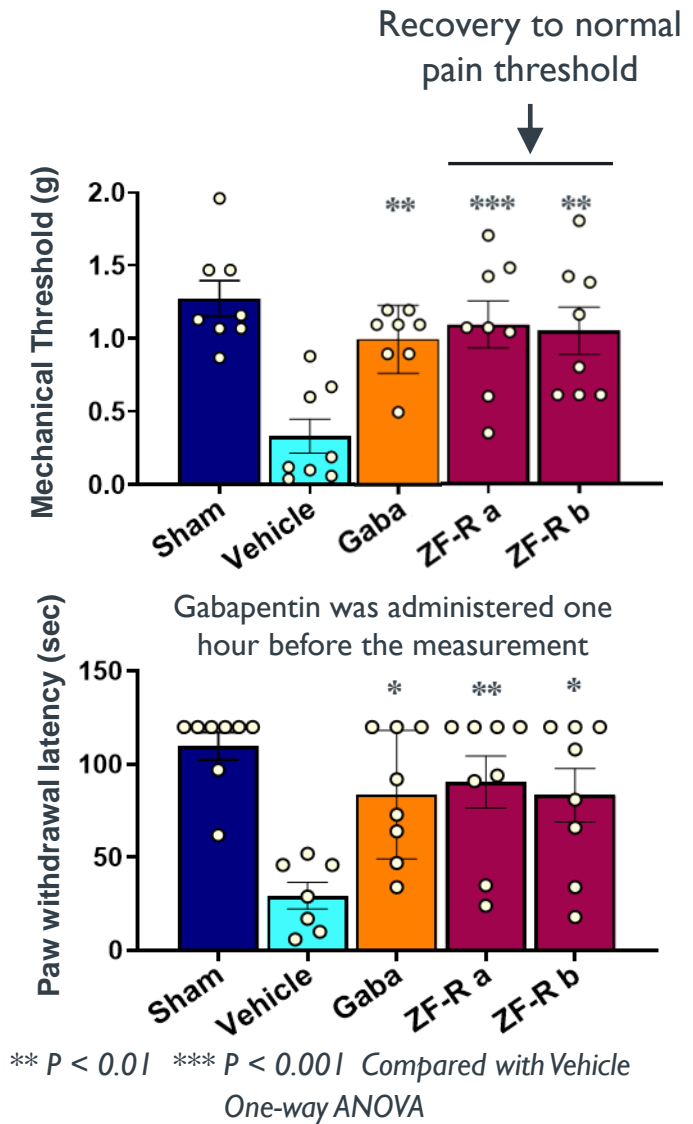 Recovery to normal
pain threshold
Mechanical Threshold (g)
2.0
1.5
1.0
0.5
0.0
** *** **
Sham Vehicle Gaba ZF-R a ZF-R b
Gabapentin was administered one
hour before the measurement
Paw withdrawal latency (sec)
150
100
50
0
* ** *
Sham Vehicle Gaba ZF-R a ZF-R b
** P < 0.01 *** P < 0.001 Compared with Vehicle
One-way ANOVA